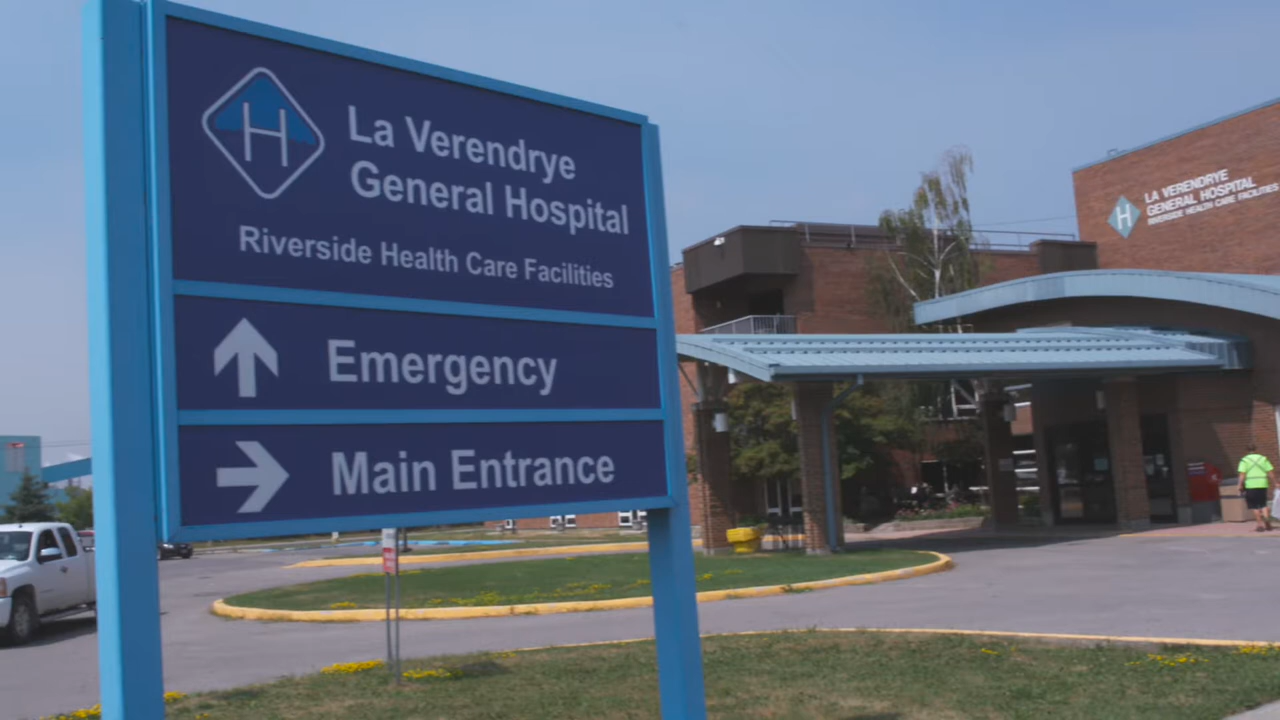 H
La Verendrye
General Hospital
Riverside Health Care Facilities
Emergency
Main Entrance
H
LA VERENDRYE
GENERAL HOSPITAL
RIVERSIDE HEALTH CARE FACILITIES